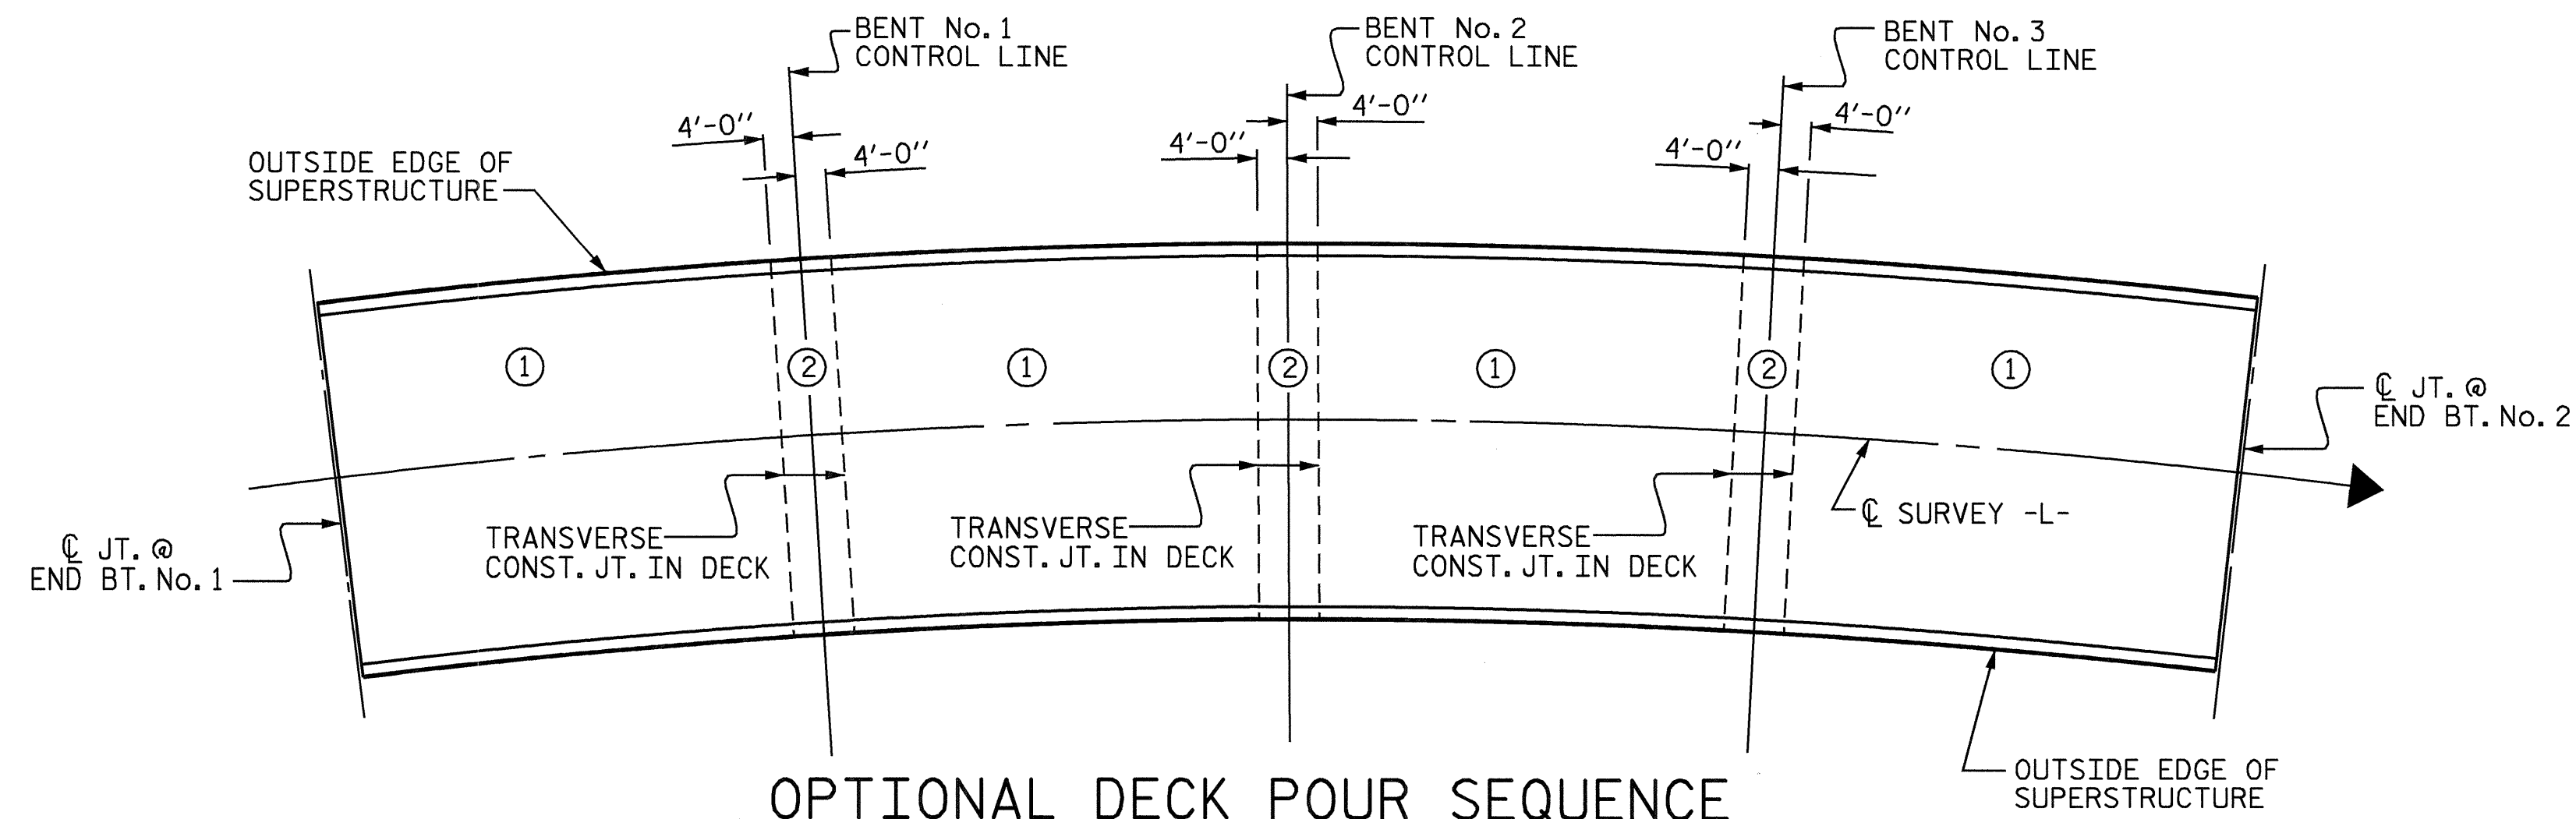 BENT No. 1
CONTROL LINE
BENT No. 2
CONTROL LINE
BENT No. 3
CONTROL LINE
4'-0"
4'-0"
4'-0"
4'-0"
4'-0"
4'-0"
OUTSIDE EDGE OF
SUPERSTRUCTURE
1
2
1
2
1
2
1
℄ JT. @
END BT. No. 2
℄ JT. @
END BT. No. 1
TRANSVERSE
CONST. JT. IN DECK
TRANSVERSE
CONST. JT. IN DECK
TRANSVERSE
CONST. JT. IN DECK
℄ SURVEY -L-
OUTSIDE EDGE OF
SUPERSTRUCTURE
OPTIONAL DECK POUR SEQUENCE